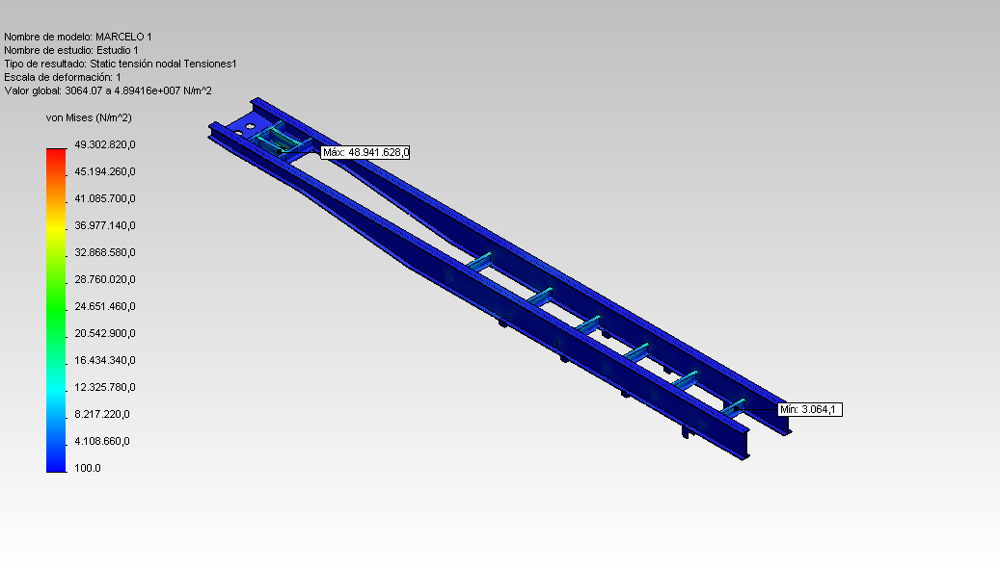 Nombre de modelo: MARCELO 1
Nombre de estudio: Estudio 1
Tipo de resultado: Static tensión nodal Tensiones1
Escala de deformación: 1
Valor global: 3064.07 a 4.89416e+007 N/m^2
von Mises (N/m^2)
49.302.820,0
45.194.260,0
41.085.700,0
36.977.140,0
32.868.580,0
28.760.020,0
24.651.460,0
20.542.900,0
16.434.340,0
12.325.780,0
8.217.220,0
4.108.660,0
100.0
Máx: 48.941.628,0
Mín: 3.064,1